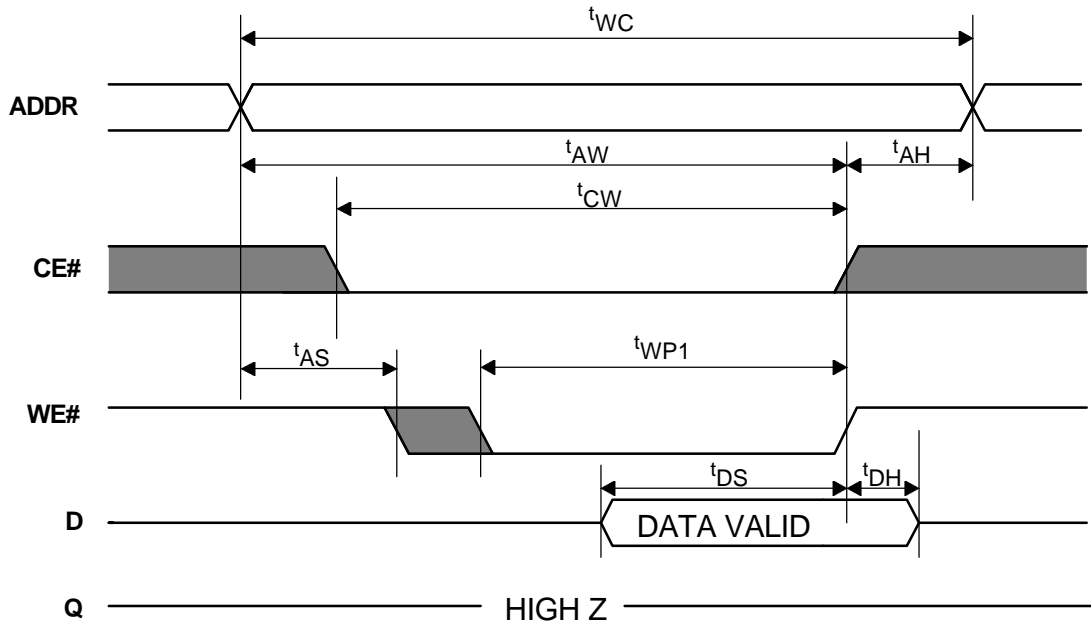 tWC
ADDR
tAW
tAH
tCW
CE#
tAS
tWP1
WE#
tDS
tDH
D
DATA VALID
Q
HIGH Z